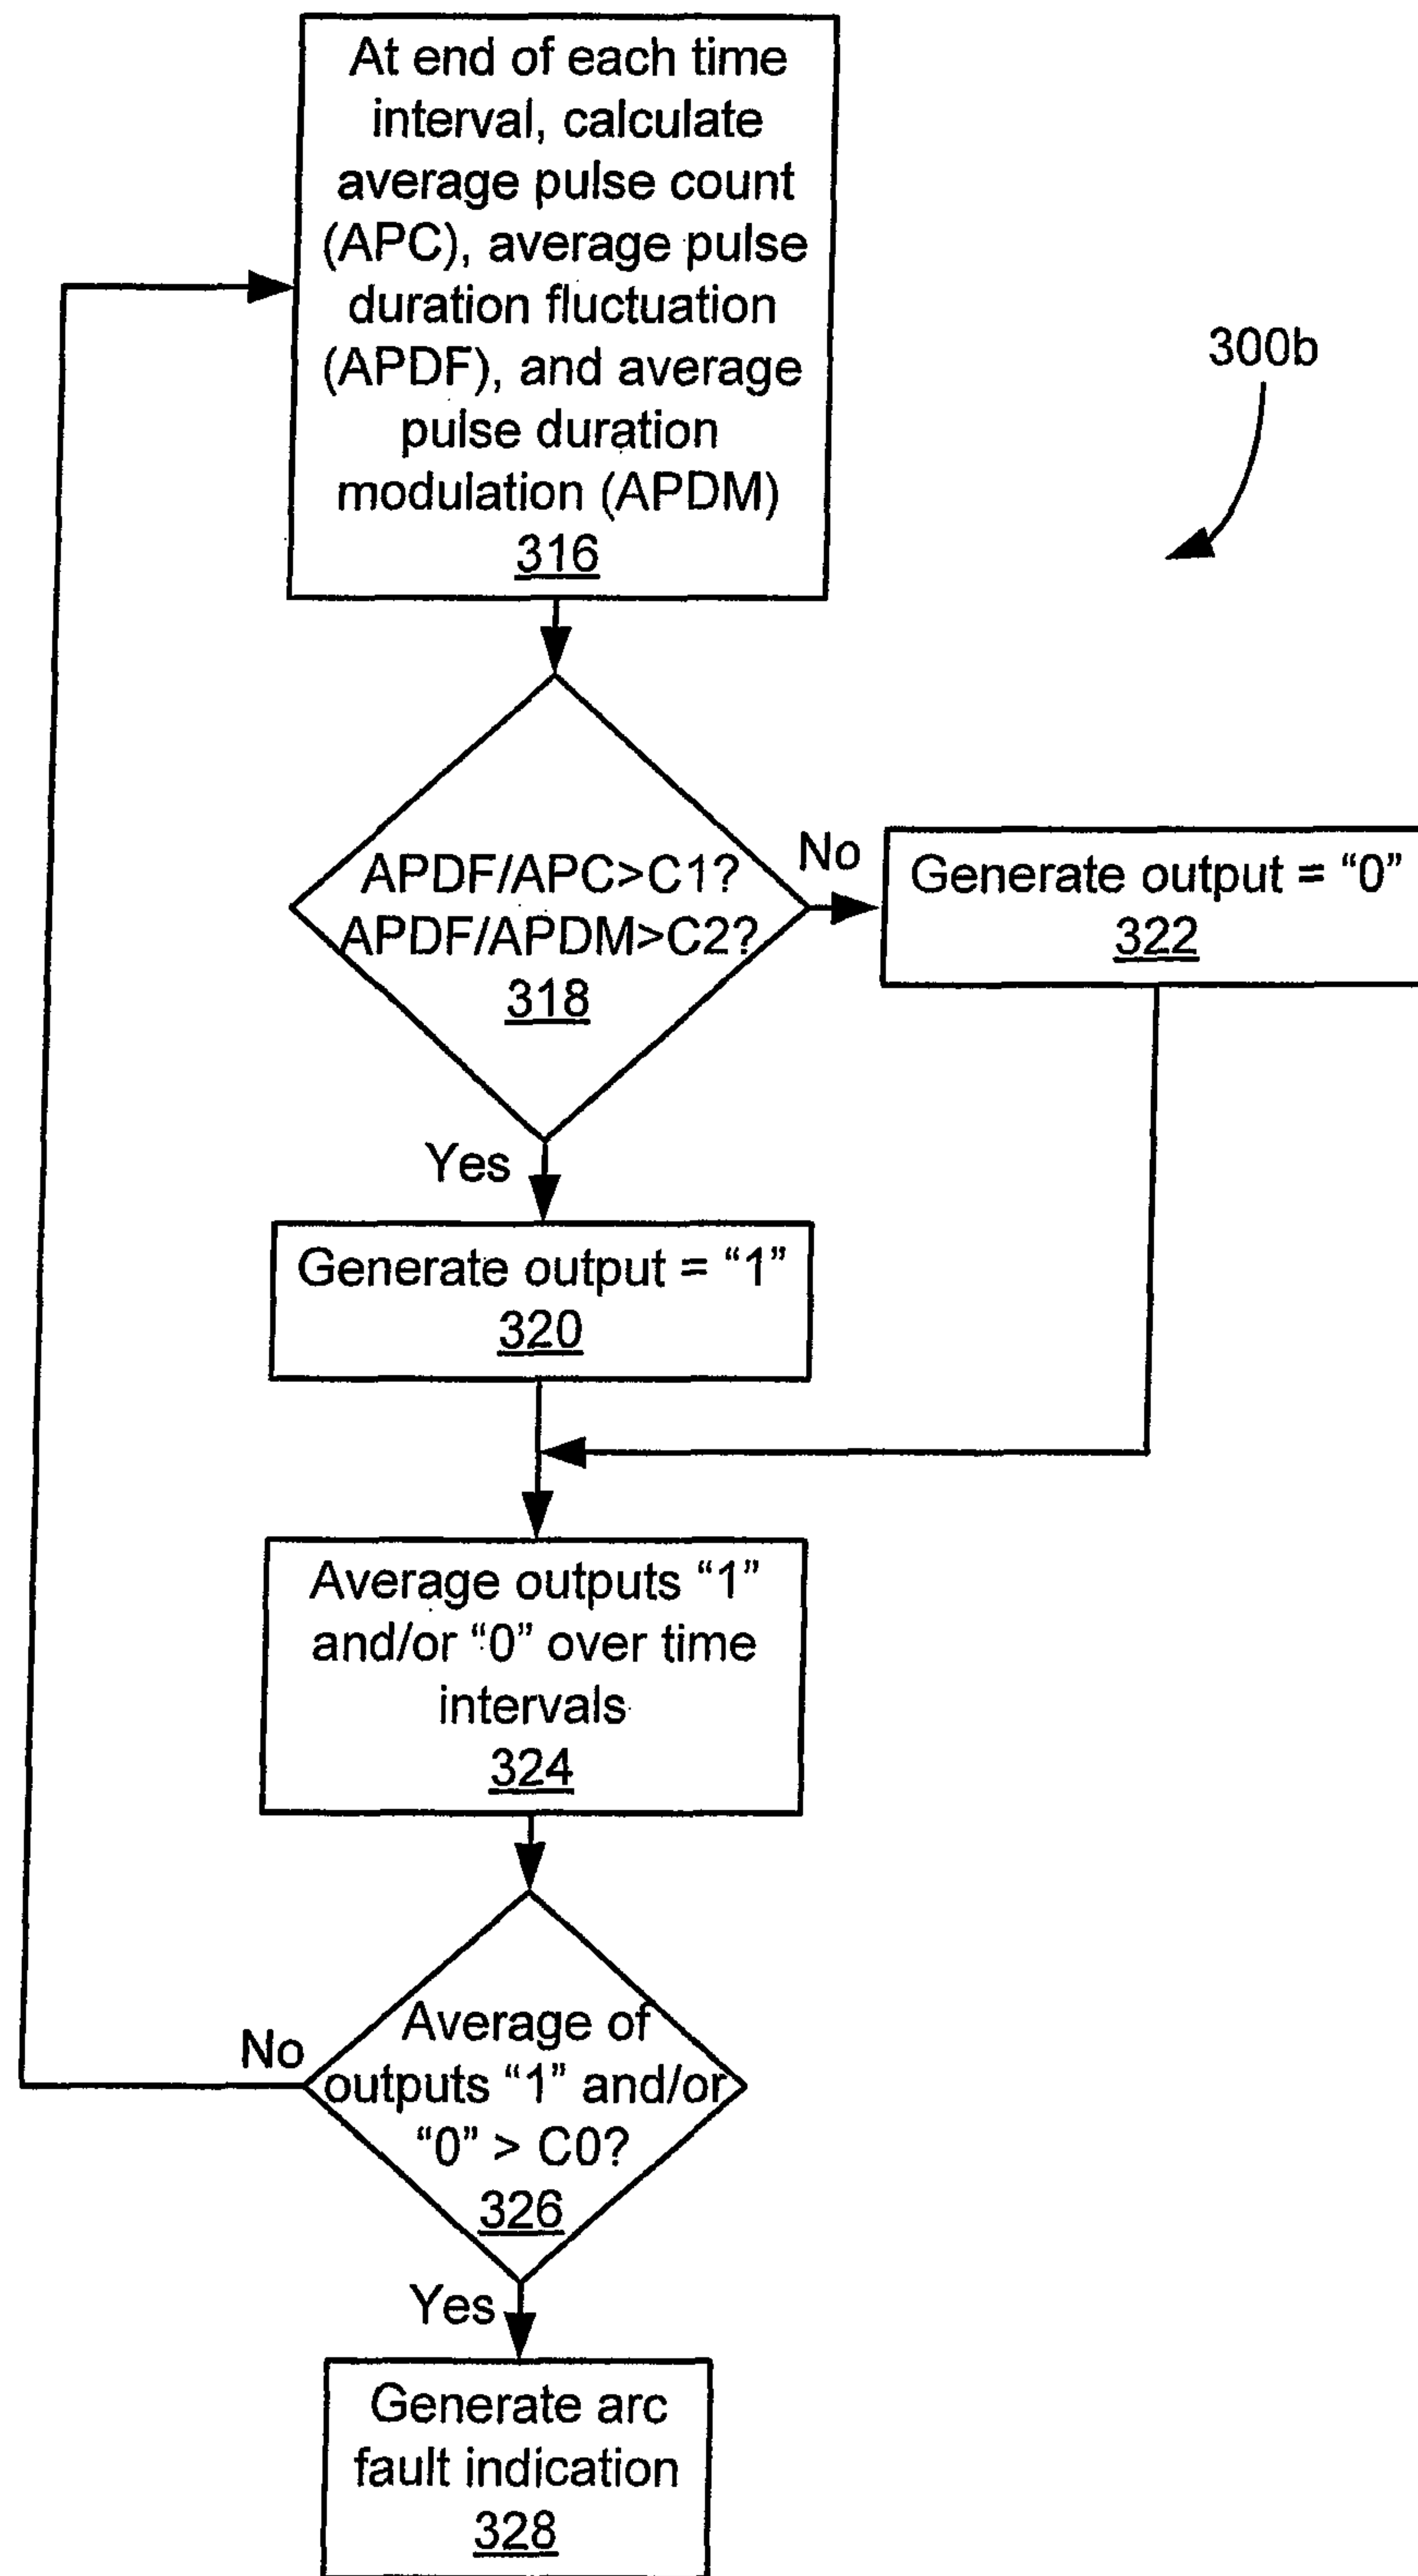 At end of each time
interval, calculate
average pulse count
(APC), average pulse
duration fluctuation
(APDF), and average
pulse duration
modulation (APDM)
316
300b
APDF/APC>C1?
APDF/APDM>C2?
318
No
Generate output = “0”
322
Yes
Generate output = “1”
320
Average outputs “1”
and/or “0” over time
intervals
324
Average of
outputs “1” and/or
“0” > C0?
326
No
Yes
Generate arc
fault indication
328